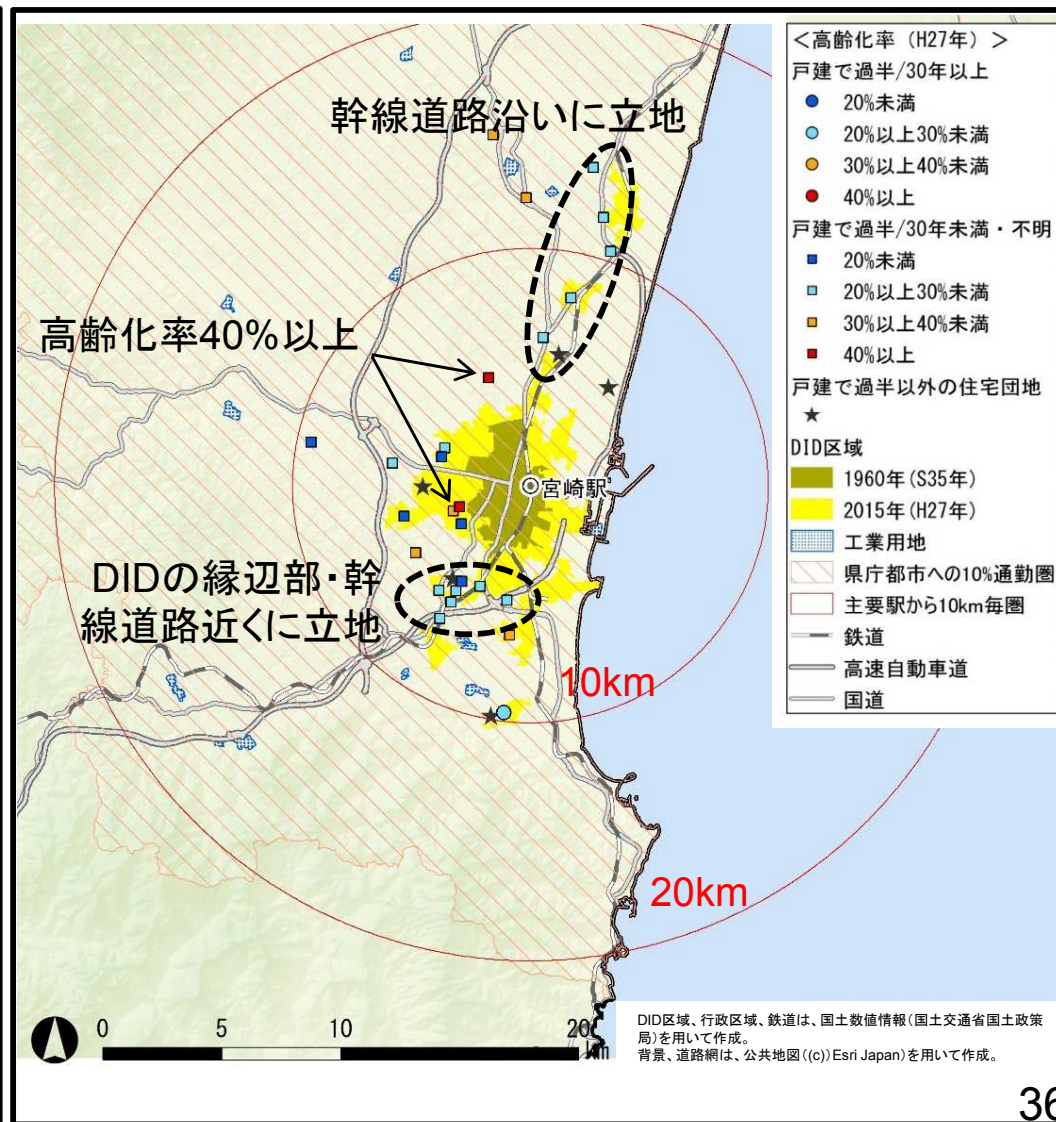 幹線道路沿いに立地
高齢化率40%以上
宮崎駅
DIDの縁辺部・幹
線道路近くに立地
10km
20km
<高齢化率（H27年）>
戸建で過半/30年以上
20%未満
20%以上30%未満
30%以上40%未満
40%以上
戸建で過半/30年未満・不明
20%未満
20%以上30%未満
30%以上40%未満
40%以上
戸建で過半以外の住宅団地
DID区域
1960年(S35年)
2015年(H27年)
工業用地
県庁都市への10%通勤圏
主要駅から10km毎圏
鉄道
高速自動車道
国道
0 5 10 20
km
DID区域、行政区域、鉄道は、国土数値情報(国土交通省国土政策
局)を用いて作成。
背景、道路網は、公共地図((c))Esri Japan)を用いて作成。
36